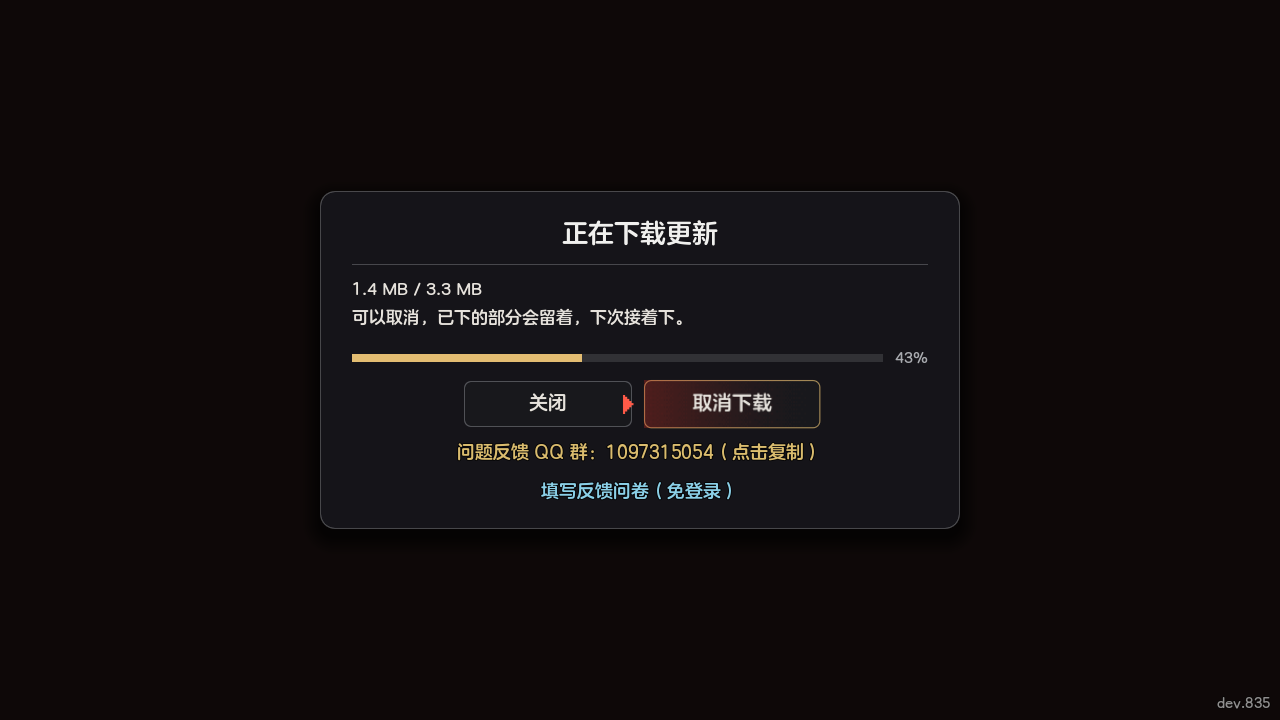 正在下载更新
1.4 MB / 3.3 MB
可以取消，已下的部分会留着，下次接着下。
43%
关闭
取消下载
问题反馈 QQ 群：1097315054（点击复制）
填写反馈问卷（免登录）
dev.835